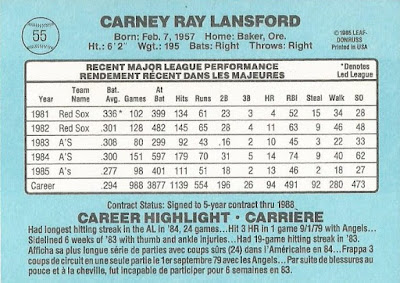 55
CARNEY RAY LANSFORD
Born: Feb. 7, 1957 Home: Baker, Ore.
Ht.: 6'2" Wgt.: 195 Bats: Right Throws: Right
© 1985 LEAF-
DONRUSS
Printed in USA
RECENT MAJOR LEAGUE PERFORMANCE *Denotes
RENDEMENT RÉCENT DANS LES MAJEURES Led League
Year Team Name Bat. Avg. Games At Bat Hits Runs 2B 3B HR RBI Steal Walk SO
1981 Red Sox .336* 102 399 134 61 23 3 4 52 15 34 28
1982 Red Sox .301 128 482 145 65 28 4 11 63 9 46 48
1983 A'S .308 80 299 92 43 .16 2 10 45 3 22 33
1984 A'S .300 151 597 179 70 31 5 14 74 9 40 62
1985 A's .277 98 401 111 51 18 2 13 46 2 18 27
Career .294 988 3877 1139 554 196 26 94 491 92 280 473
Contract Status: Signed to 5-year contract thru 1988
CAREER HIGHLIGHT · CARRIÈRE
Had longest hitting streak in the AL in '84, 24 games... Hit 3 HR in 1 game 9/1/79 with Angels...
Sidelined 6 weeks of '83 with thumb and ankle injuries... Had 19-game hitting streak in '83.
Afficha sa plus longue série de parties avec coups sûrs (24) dans l'Américaine en 84... Frappa 3
coups de circuit en une seule partie le 1er septembre 79 avec les Angels... Par suite de blessures au
pouce et à la cheville, fut incapable de participer pour 6 semaines en 83.